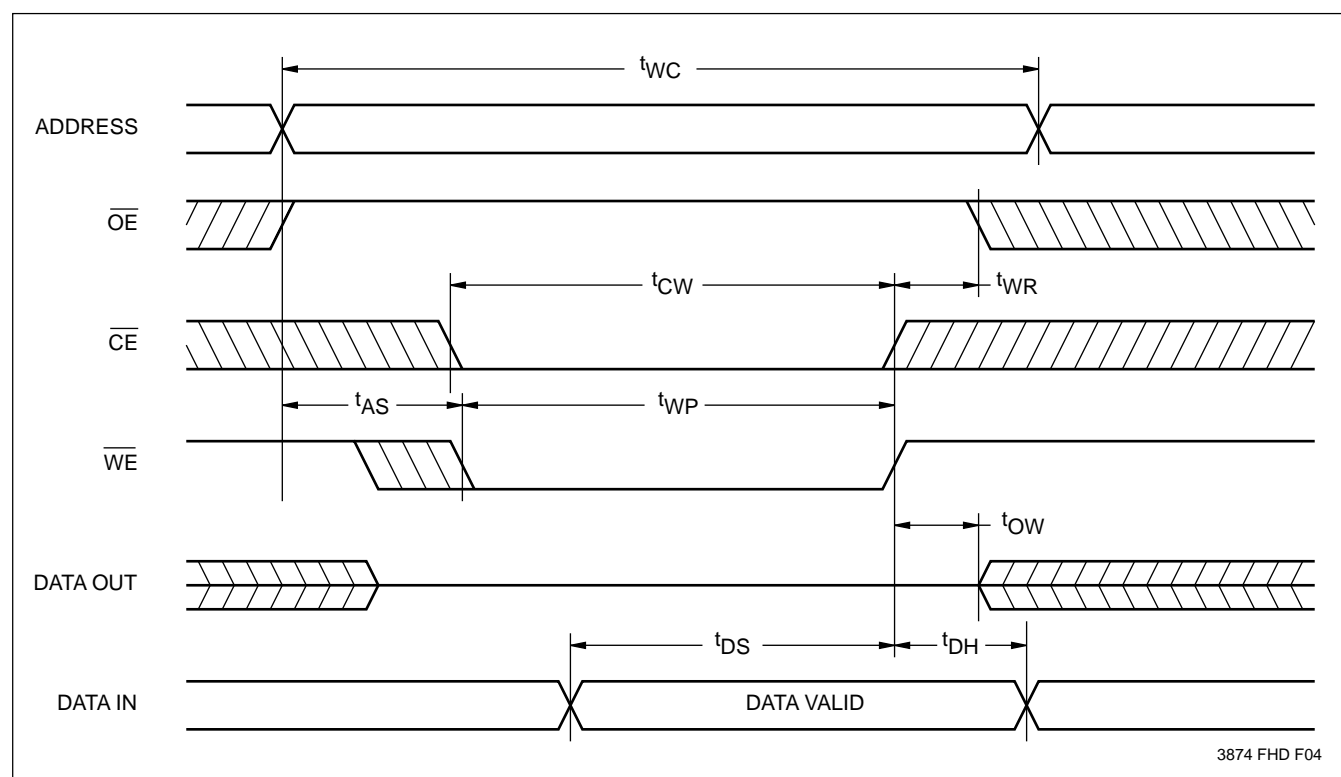 tWC
ADDRESS
OE
tCW
tWR
CE
tAS
tWP
WE
tOW
DATA OUT
tDS
tDH
DATA IN
DATA VALID
3874 FHD F04